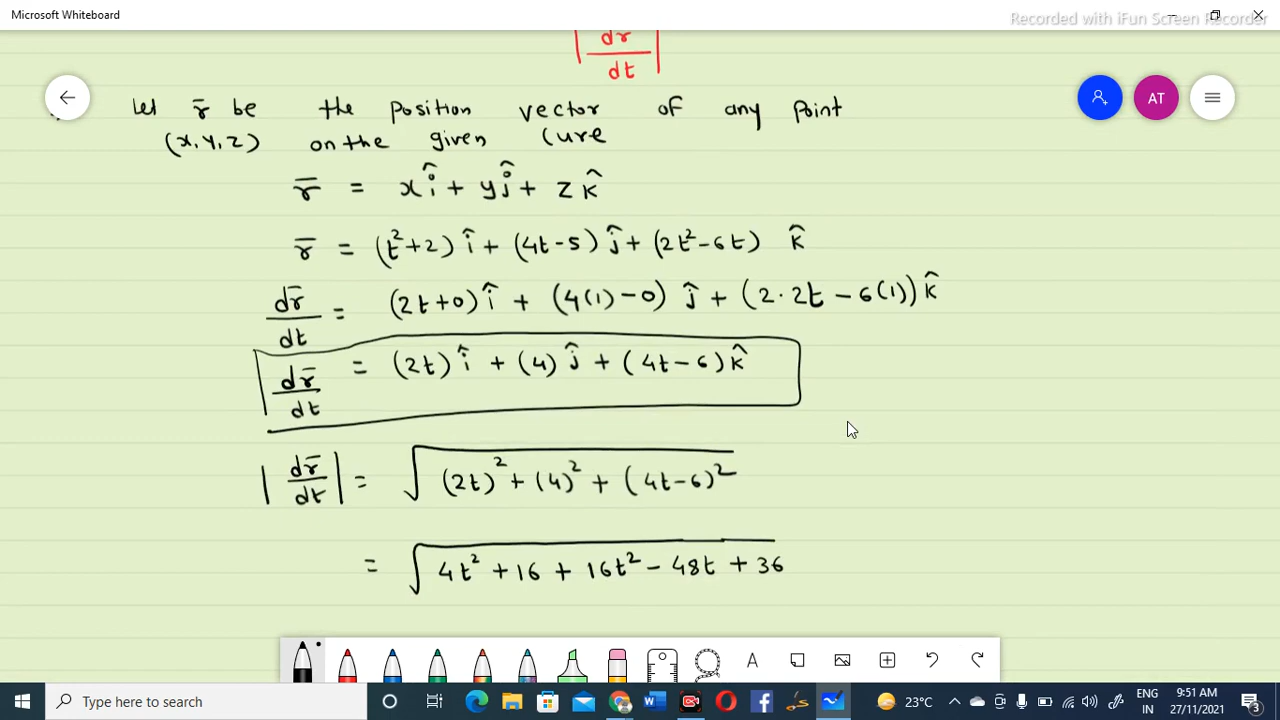 Microsoft Whiteboard
Recorded with iFun Screen Recorder
| dr̄/dt |
Let r̄ be the position vector of any point
(x, y, z) on the given Cure
r̄ = xî + yĵ + zk̂
r̄ = (t²+2) î + (4t-5) ĵ + (2t²-6t) k̂
dr̄/dt = (2t+0) î + (4(1)-0) ĵ + (2·2t - 6(1)) k̂
dr̄/dt = (2t) î + (4) ĵ + (4t-6) k̂
|dr̄/dt| = √((2t)² + (4)² + (4t-6)²)
= √(4t² + 16 + 16t² - 48t + 36)
AT
A
Type here to search
23°C
ENG
IN
9:51 AM
27/11/2021
3